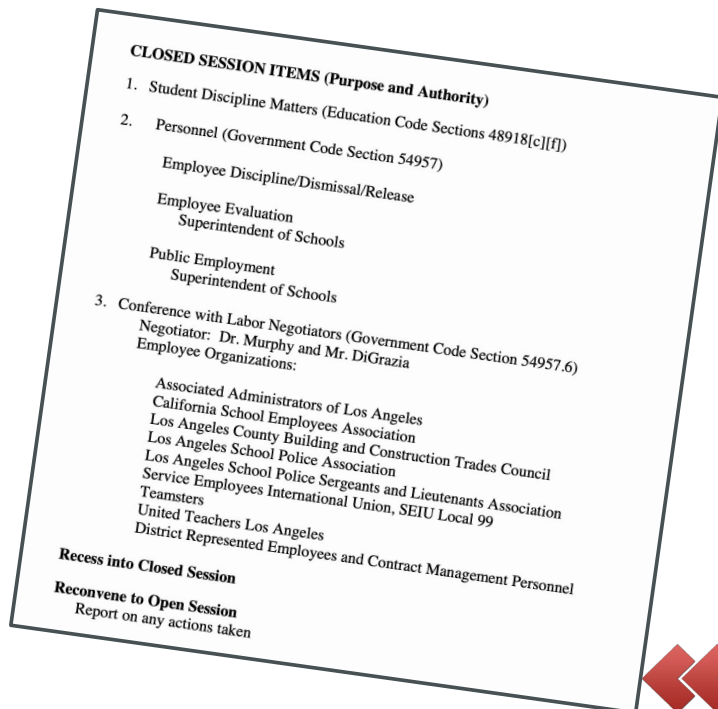 CLOSED SESSION ITEMS (Purpose and Authority)
1. Student Discipline Matters (Education Code Sections 48918[c][f])
2. Personnel (Government Code Section 54957)
Employee Discipline/Dismissal/Release
Employee Evaluation
Superintendent of Schools
Public Employment
Superintendent of Schools
3. Conference with Labor Negotiators (Government Code Section 54957.6)
Negotiator: Dr. Murphy and Mr. DiGrazia
Employee Organizations:
Associated Administrators of Los Angeles
California School Employees Association
Los Angeles County Building and Construction Trades Council
Los Angeles School Police Association
Los Angeles School Police Sergeants and Lieutenants Association
Service Employees International Union, SEIU Local 99
Teamsters
United Teachers Los Angeles
District Represented Employees and Contract Management Personnel
Recess into Closed Session
Reconvene to Open Session
Report on any actions taken